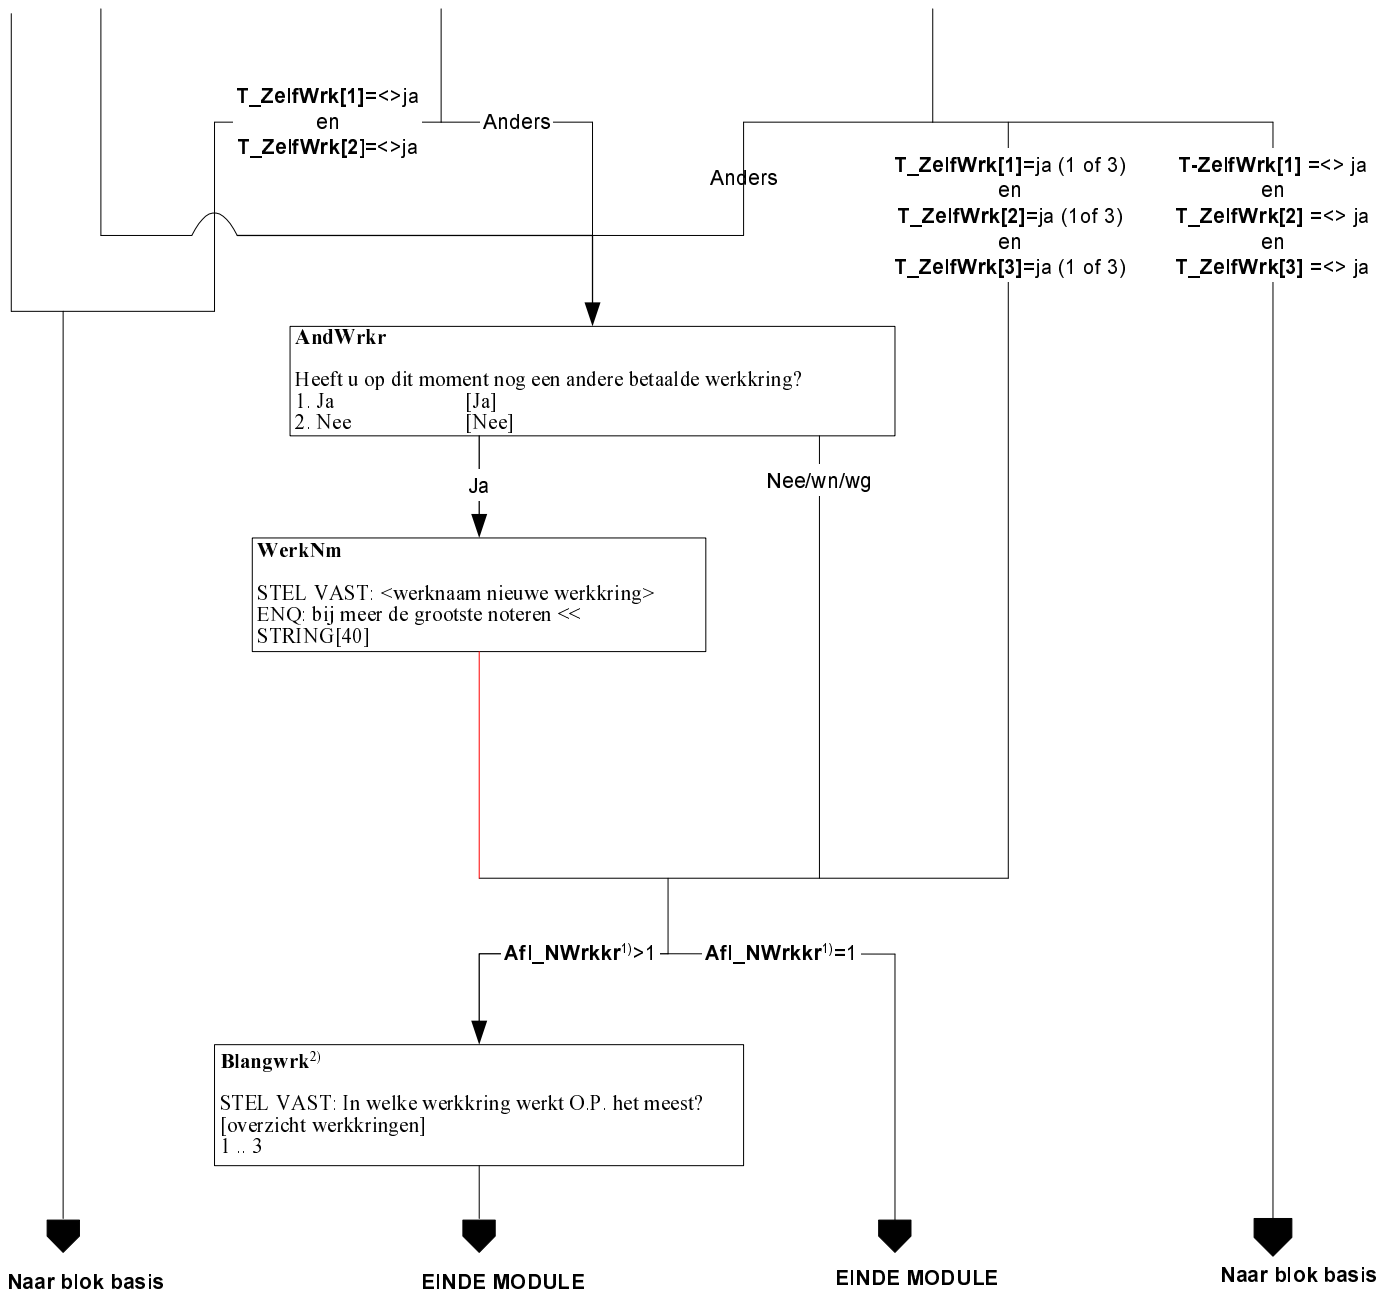 T_ZelfWrk[1]=<>ja
en
T_ZelfWrk[2]=<>ja
Anders
Anders
T_ZelfWrk[1]=ja (1 of 3)
en
T_ZelfWrk[2]=ja (1of 3)
en
T_ZelfWrk[3]=ja (1 of 3)
T-ZelfWrk[1] =<> ja
en
T_ZelfWrk[2] =<> ja
en
T_ZelfWrk[3] =<> ja
AndWrkr
Heeft u op dit moment nog een andere betaalde werkkring?
1. Ja [Ja]
2. Nee [Nee]
Ja
Nee/wn/wg
WerkNm
STEL VAST: <werknaam nieuwe werkkring>
ENQ: bij meer de grootste noteren <<
STRING[40]
Afl_NWrkkr1)>1
Afl_NWrkkr1)=1
Blangwrk2)
STEL VAST: In welke werkkring werkt O.P. het meest?
[overzicht werkkringen]
1 .. 3
Naar blok basis
EINDE MODULE
EINDE MODULE
Naar blok basis